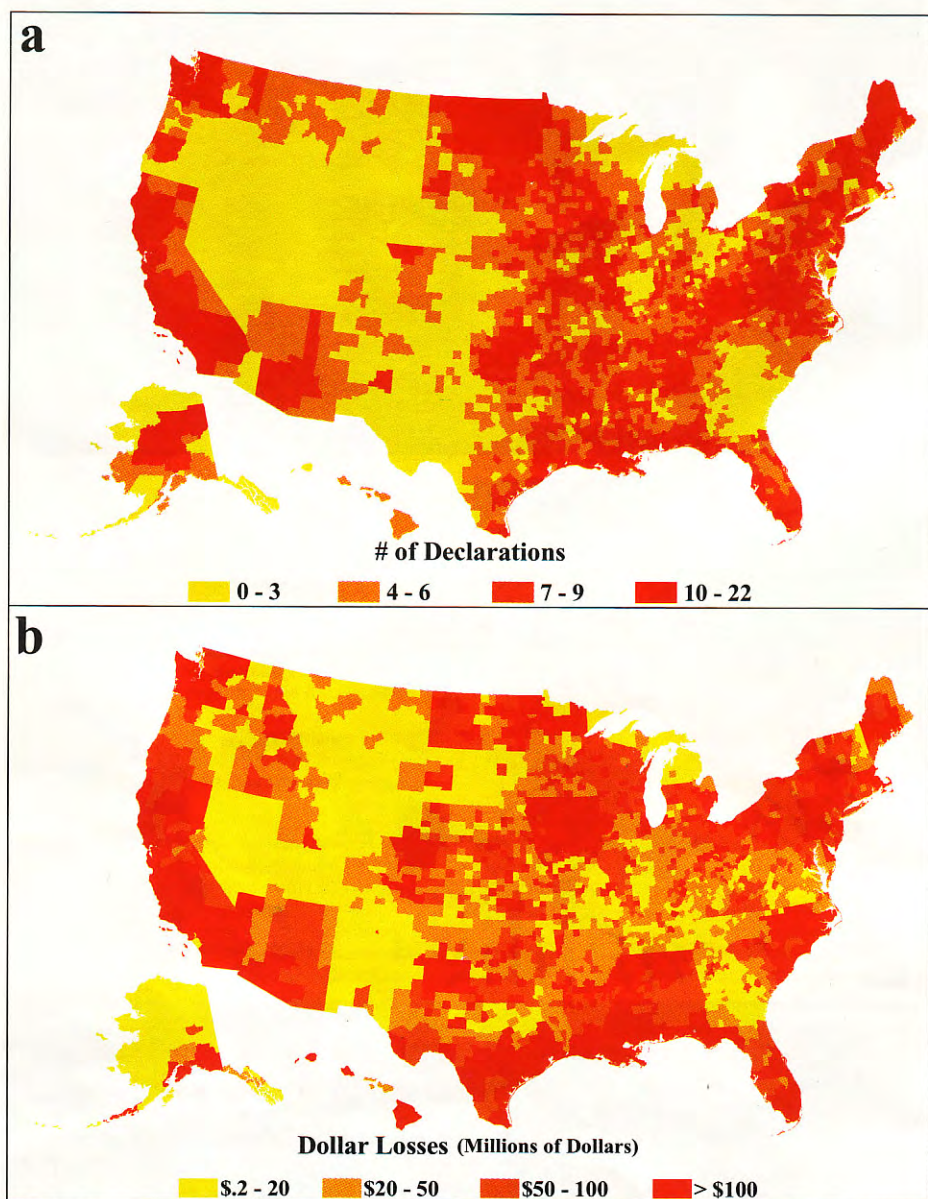 a
# of Declarations
0 - 3 4 - 6 7 - 9 10 - 22
b
Dollar Losses (Millions of Dollars)
$.2 - 20 $20 - 50 $50 - 100 > $100